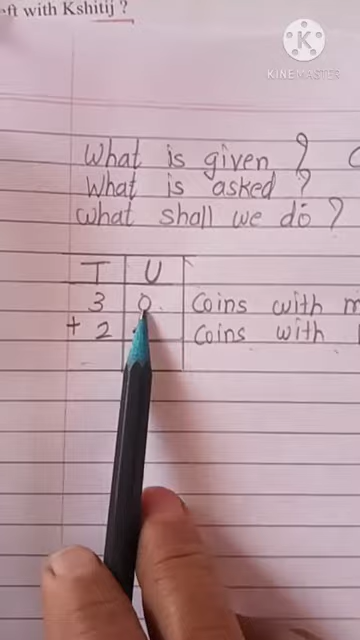 eft with Kshitij ?
K
KINEMASTER
What is given ?
What is asked ?
What shall we do ?
T U
3 0 Coins with
+ 2 Coins with